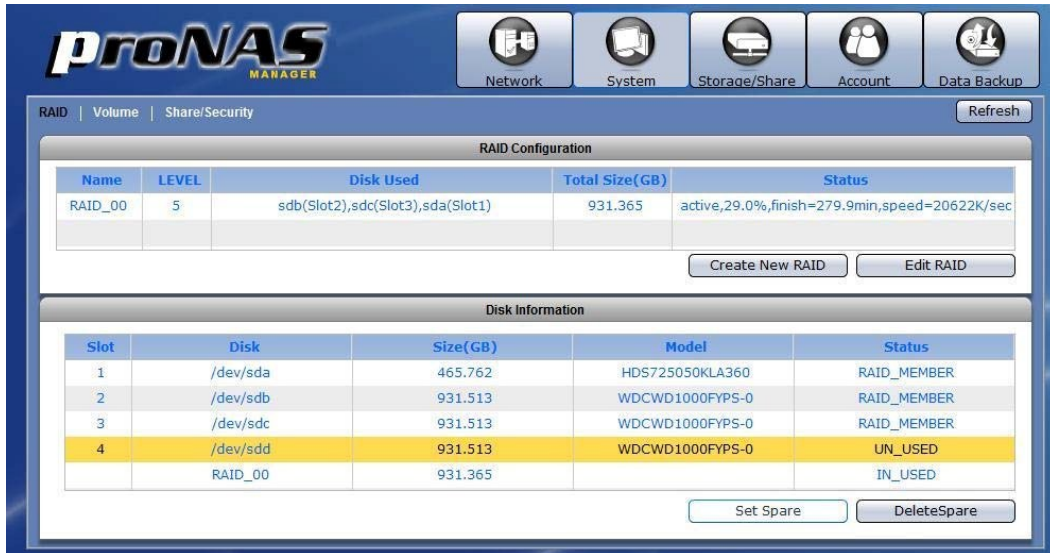 proNAS
MANAGER
Network System Storage/Share Account Data Backup
RAID | Volume | Share/Security Refresh
RAID Configuration
Name LEVEL Disk Used Total Size(GB) Status
RAID_00 5 sdb(Slot2),sdc(Slot3),sda(Slot1) 931.365 active,29.0%,finish=279.9min,speed=20622K/sec
Create New RAID Edit RAID
Disk Information
Slot Disk Size(GB) Model Status
1 /dev/sda 465.762 HDS725050KLA360 RAID_MEMBER
2 /dev/sdb 931.513 WDCWD1000FYPS-0 RAID_MEMBER
3 /dev/sdc 931.513 WDCWD1000FYPS-0 RAID_MEMBER
4 /dev/sdd 931.513 WDCWD1000FYPS-0 UN_USED
RAID_00 931.365 IN_USED
Set Spare DeleteSpare